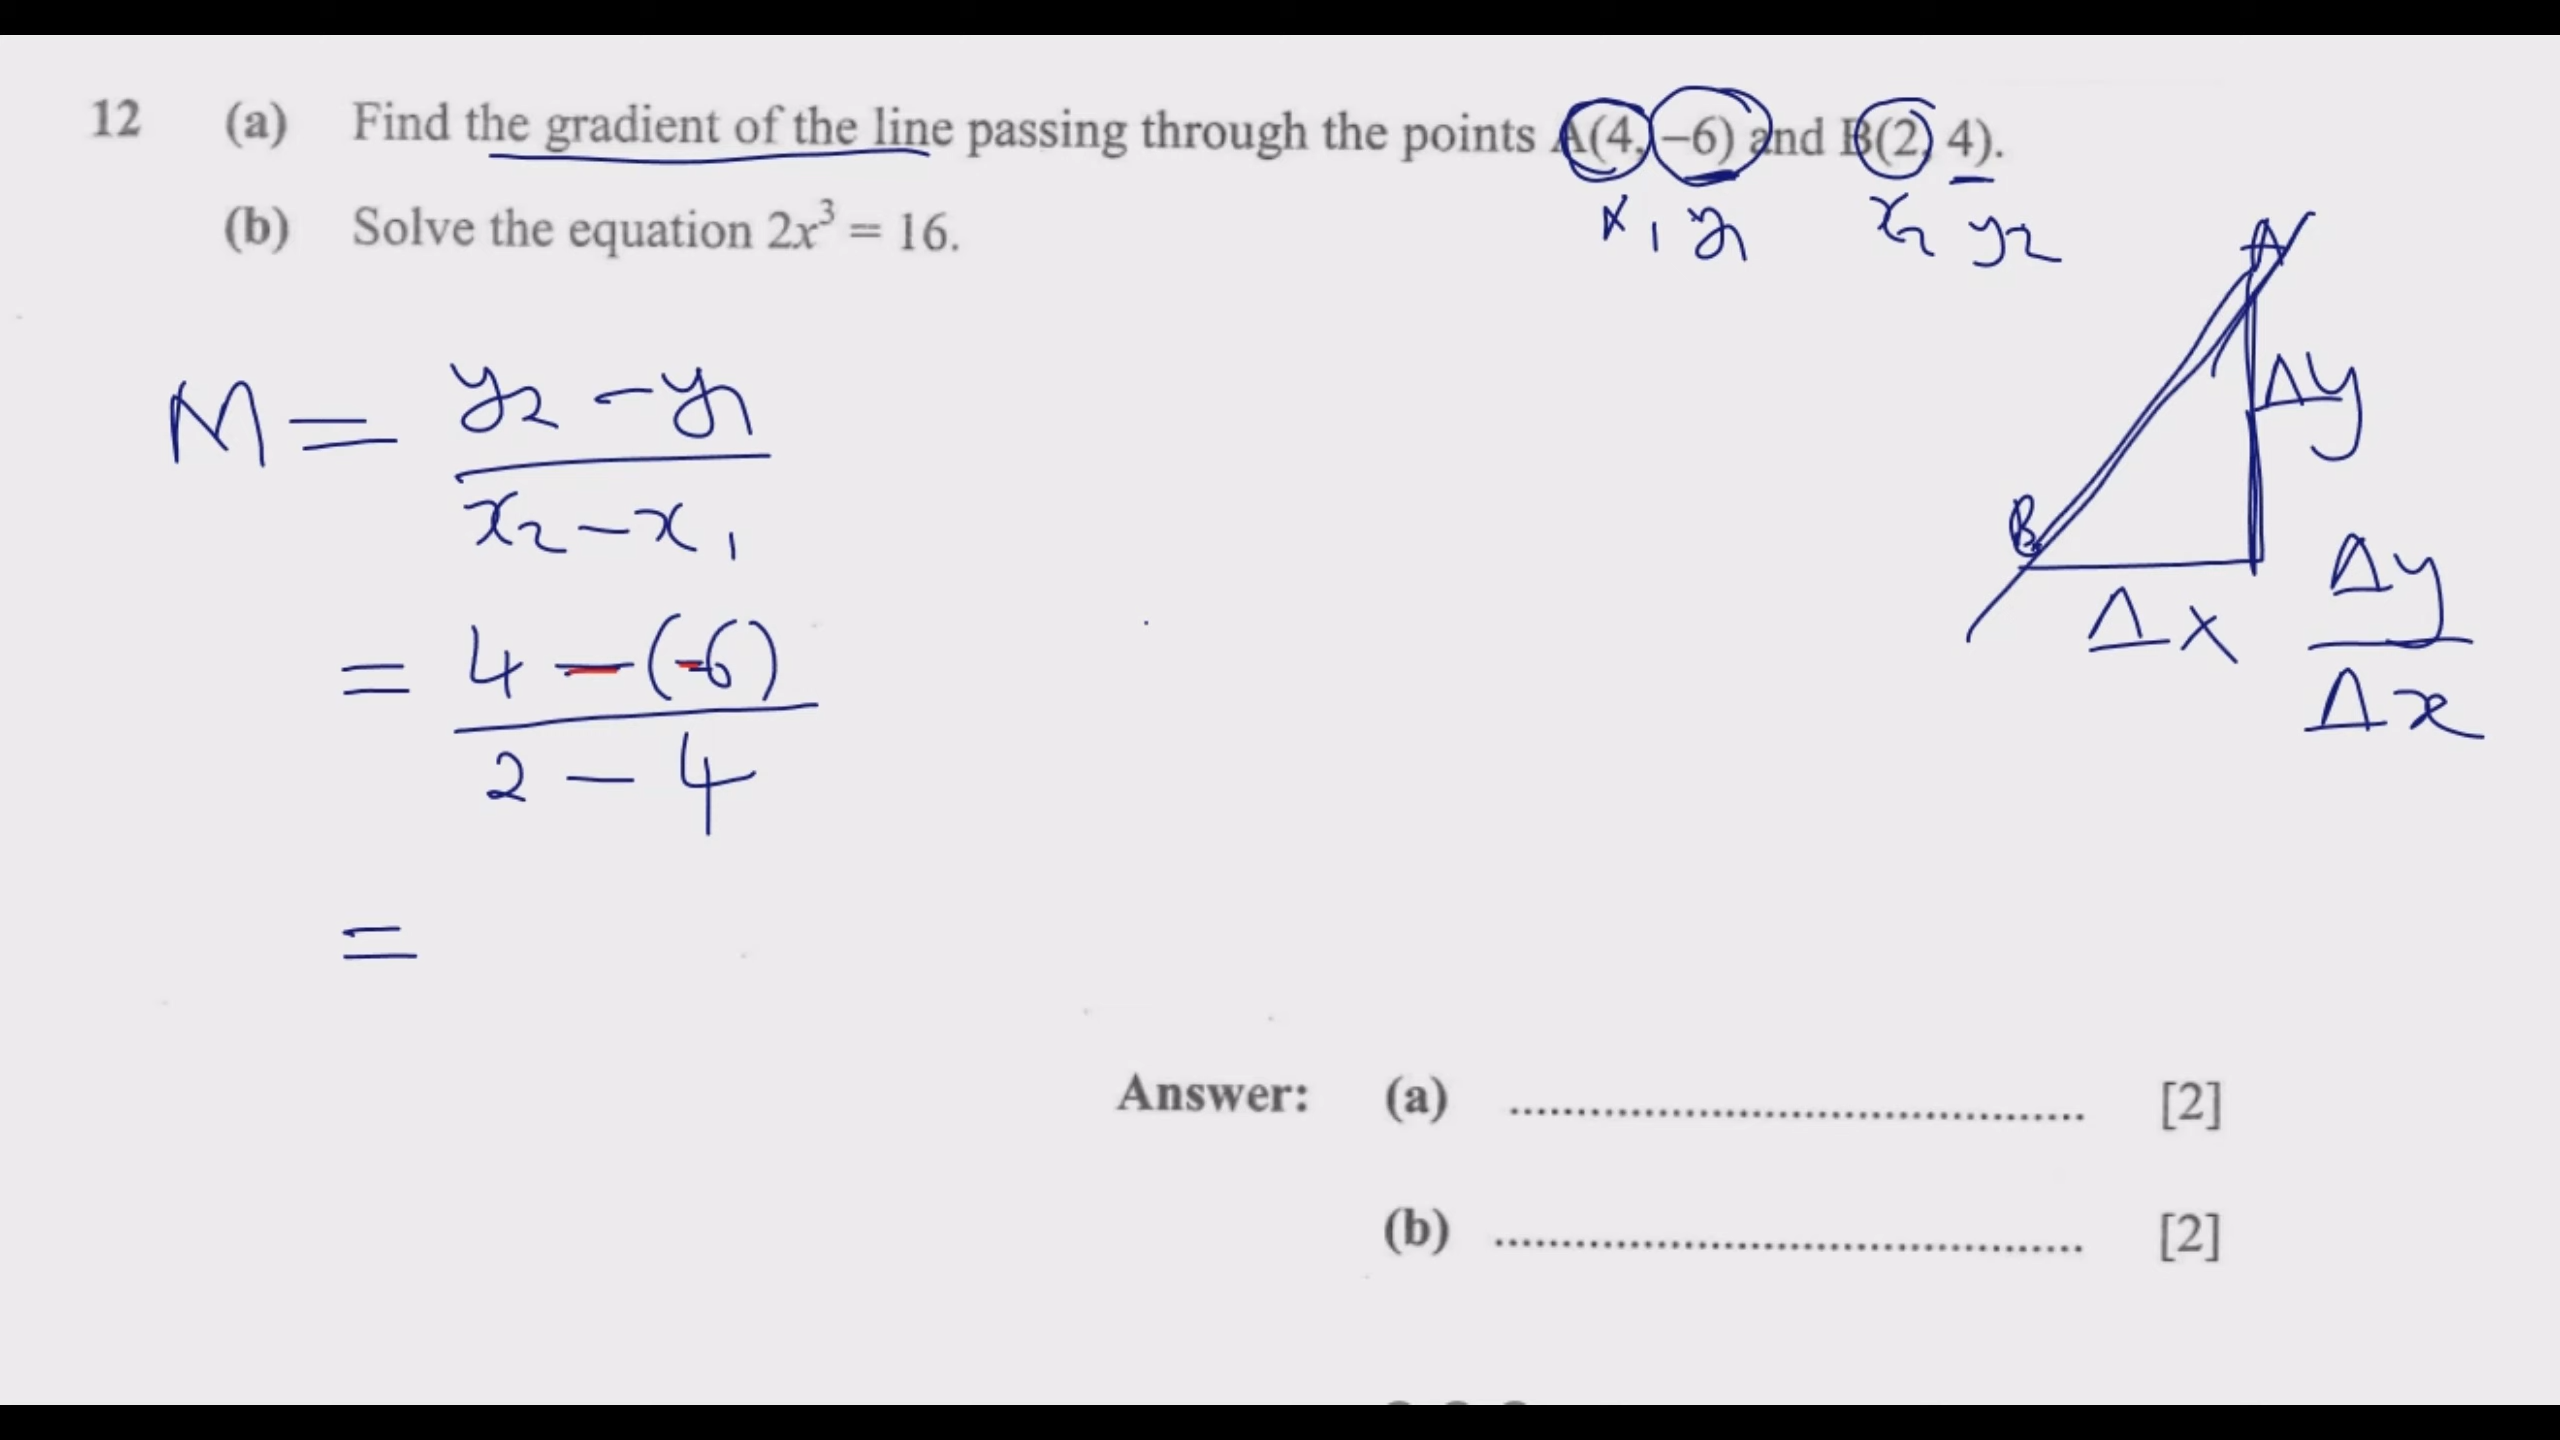 12 (a) Find the gradient of the line passing through the points A(4, −6) and B(2, 4).
(b) Solve the equation 2x³ = 16.
x₁ y₁ x₂ y₂
A
Δy
B
Δx
Δy
Δx
M = y₂ − y₁
x₂ − x₁
= 4 − (−6)
2 − 4
=
Answer: (a) ............................................ [2]
(b) ............................................ [2]